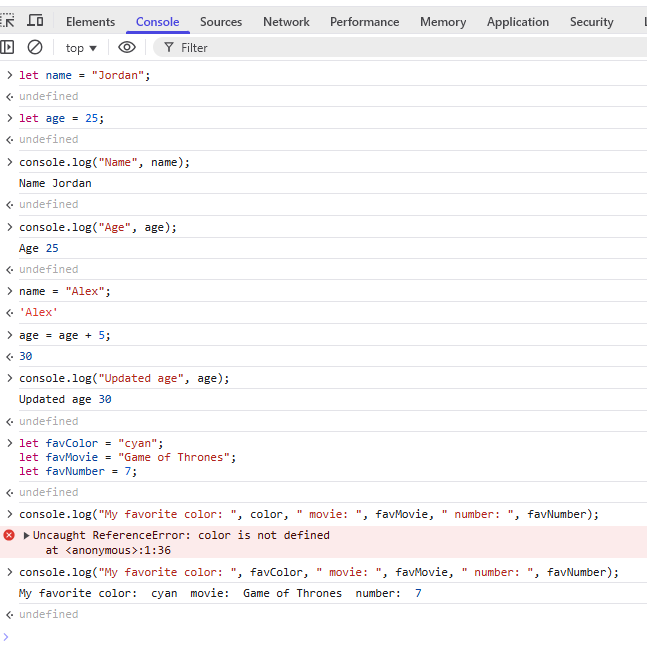 Elements Console Sources Network Performance Memory Application Security
top Filter
let name = "Jordan";
undefined
let age = 25;
undefined
console.log("Name", name);
Name Jordan
undefined
console.log("Age", age);
Age 25
undefined
name = "Alex";
'Alex'
age = age + 5;
30
console.log("Updated age", age);
Updated age 30
undefined
let favColor = "cyan";
let favMovie = "Game of Thrones";
let favNumber = 7;
undefined
console.log("My favorite color: ", color, " movie: ", favMovie, " number: ", favNumber);
Uncaught ReferenceError: color is not defined
at <anonymous>:1:36
console.log("My favorite color: ", favColor, " movie: ", favMovie, " number: ", favNumber);
My favorite color:  cyan  movie:  Game of Thrones  number:  7
undefined